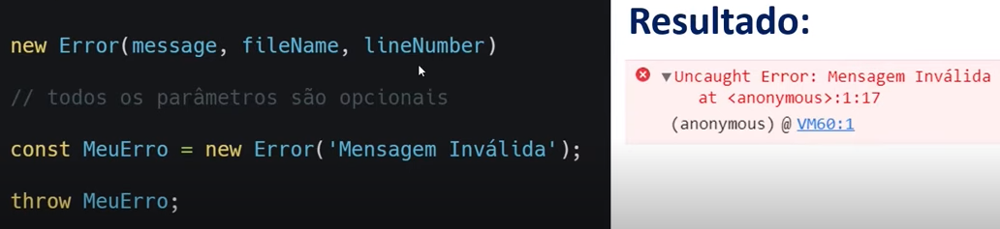 new Error(message, fileName, lineNumber)
// todos os parâmetros são opcionais
const MeuErro = new Error('Mensagem Inválida');
throw MeuErro;
Resultado:
Uncaught Error: Mensagem Inválida
at <anonymous>:1:17
(anonymous) @ VM60:1